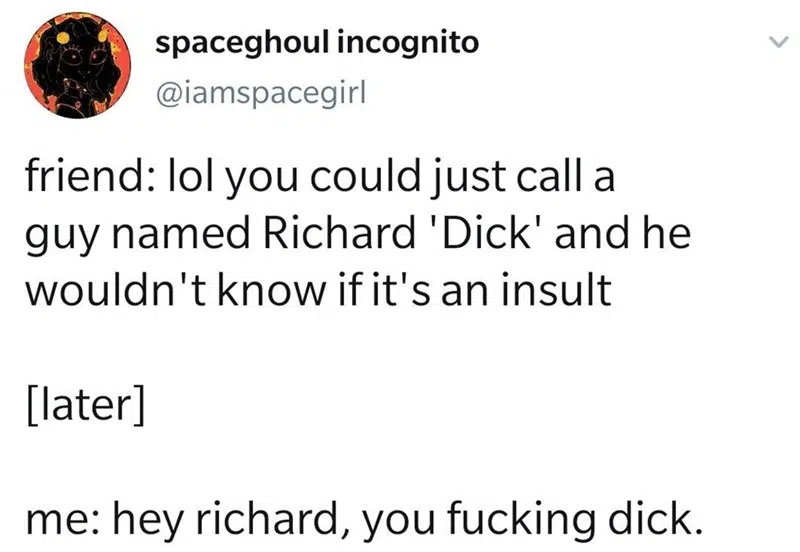 spaceghoul incognito
@iamspacegirl
friend: lol you could just call a
guy named Richard 'Dick' and he
wouldn't know if it's an insult
[later]
me: hey richard, you fucking dick.